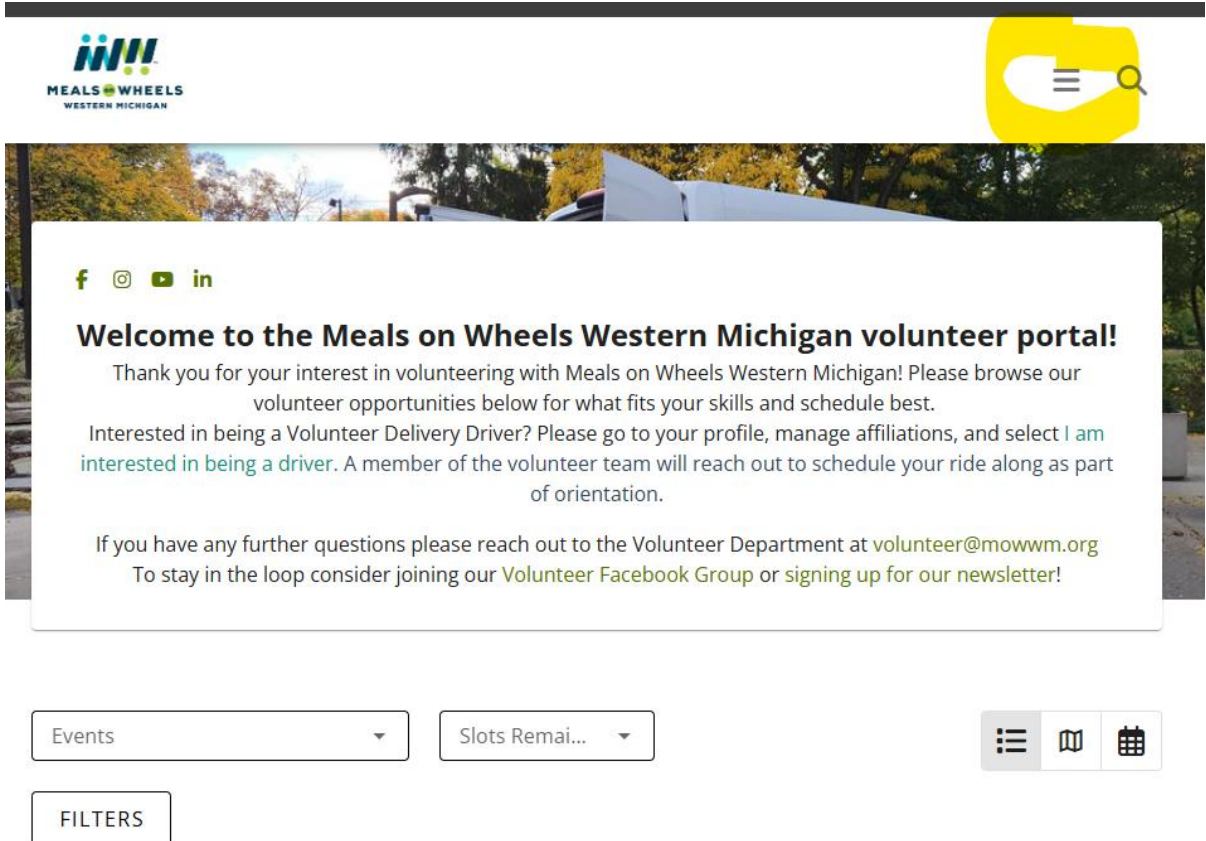 MEALS on WHEELS
WESTERN MICHIGAN
Welcome to the Meals on Wheels Western Michigan volunteer portal!
Thank you for your interest in volunteering with Meals on Wheels Western Michigan! Please browse our
volunteer opportunities below for what fits your skills and schedule best.
Interested in being a Volunteer Delivery Driver? Please go to your profile, manage affiliations, and select I am
interested in being a driver. A member of the volunteer team will reach out to schedule your ride along as part
of orientation.
If you have any further questions please reach out to the Volunteer Department at volunteer@mowwm.org
To stay in the loop consider joining our Volunteer Facebook Group or signing up for our newsletter!
Events
Slots Remai...
FILTERS